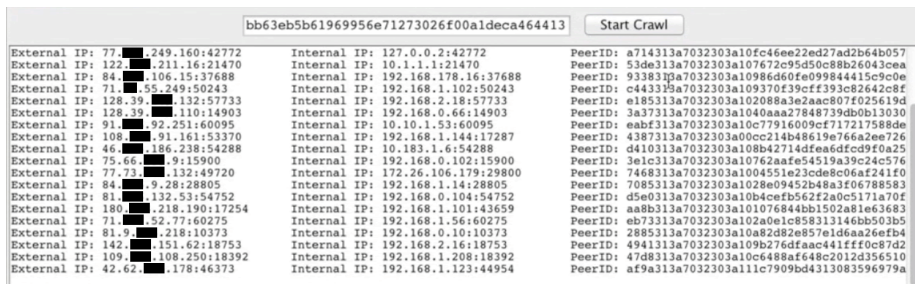 bb63eb5b61969956e71273026f00a1deca464413 Start Crawl
External IP: 77. .249.160:42772 Internal IP: 127.0.0.2:42772 PeerID: a714313a7032303a10fc46ee22ed27ad2b64b057
External IP: 122. .211.16:21470 Internal IP: 10.1.1.1:21470 PeerID: 53de313a7032303a107672c95d50c88b26043cea
External IP: 84. .106.15:37688 Internal IP: 192.168.178.16:37688 PeerID: 9338313a7032303a10986d60fe099844415c9c0e
External IP: 71. .55.249:50243 Internal IP: 192.168.1.102:50243 PeerID: c443313a7032303a109370f39cff393c82642c8f
External IP: 128.39. .132:57733 Internal IP: 192.168.2.18:57733 PeerID: e185313a7032303a102088a3e2aac807f025619d
External IP: 128.39. .110:14903 Internal IP: 192.168.0.66:14903 PeerID: 3a37313a7032303a1040aaa27848739db0b13030
External IP: 91. .92.251:60095 Internal IP: 10.10.1.53:60095 PeerID: eabf313a7032303a10c77916009cf717217588de
External IP: 108. .91.161:53370 Internal IP: 192.168.1.144:17287 PeerID: 4387313a7032303a00cc214b48619e766a2ee726
External IP: 46. .186.238:54288 Internal IP: 10.183.1.6:54288 PeerID: d410313a7032303a108b42714dfea6dfcd9f0a25
External IP: 75.66. .9:15900 Internal IP: 192.168.0.102:15900 PeerID: 3e1c313a7032303a10762aafe54519a39c24c576
External IP: 77.73. .132:49720 Internal IP: 172.26.106.179:29800 PeerID: 7468313a7032303a1004551e23cde8c06af241f0
External IP: 84. .9.28:28805 Internal IP: 192.168.1.14:28805 PeerID: 7085313a7032303a1028e09452b48a3f06788583
External IP: 81. .132.53:54752 Internal IP: 192.168.0.104:54752 PeerID: d5e0313a7032303a10b4cefb562f2a0c5171a70f
External IP: 180. .218.190:17254 Internal IP: 192.168.1.101:43659 PeerID: aa8b313a7032303a101076844bb1502a81e63683
External IP: 71. .52.77:60275 Internal IP: 192.168.1.56:60275 PeerID: eb73313a7032303a102a0e1c858313146bb503b5
External IP: 81.9. .218:10373 Internal IP: 192.168.0.10:10373 PeerID: 2885313a7032303a10a82d82e857e1d6aa26efb4
External IP: 142. .151.62:18753 Internal IP: 192.168.2.16:18753 PeerID: 4941313a7032303a109b276dfaac441fff0c87d2
External IP: 109. .108.250:18392 Internal IP: 192.168.1.208:18392 PeerID: 47d8313a7032303a10c6488af648c2012d356510
External IP: 42.62. .178:46373 Internal IP: 192.168.1.123:44954 PeerID: af9a313a7032303a111c7909bd4313083596979a